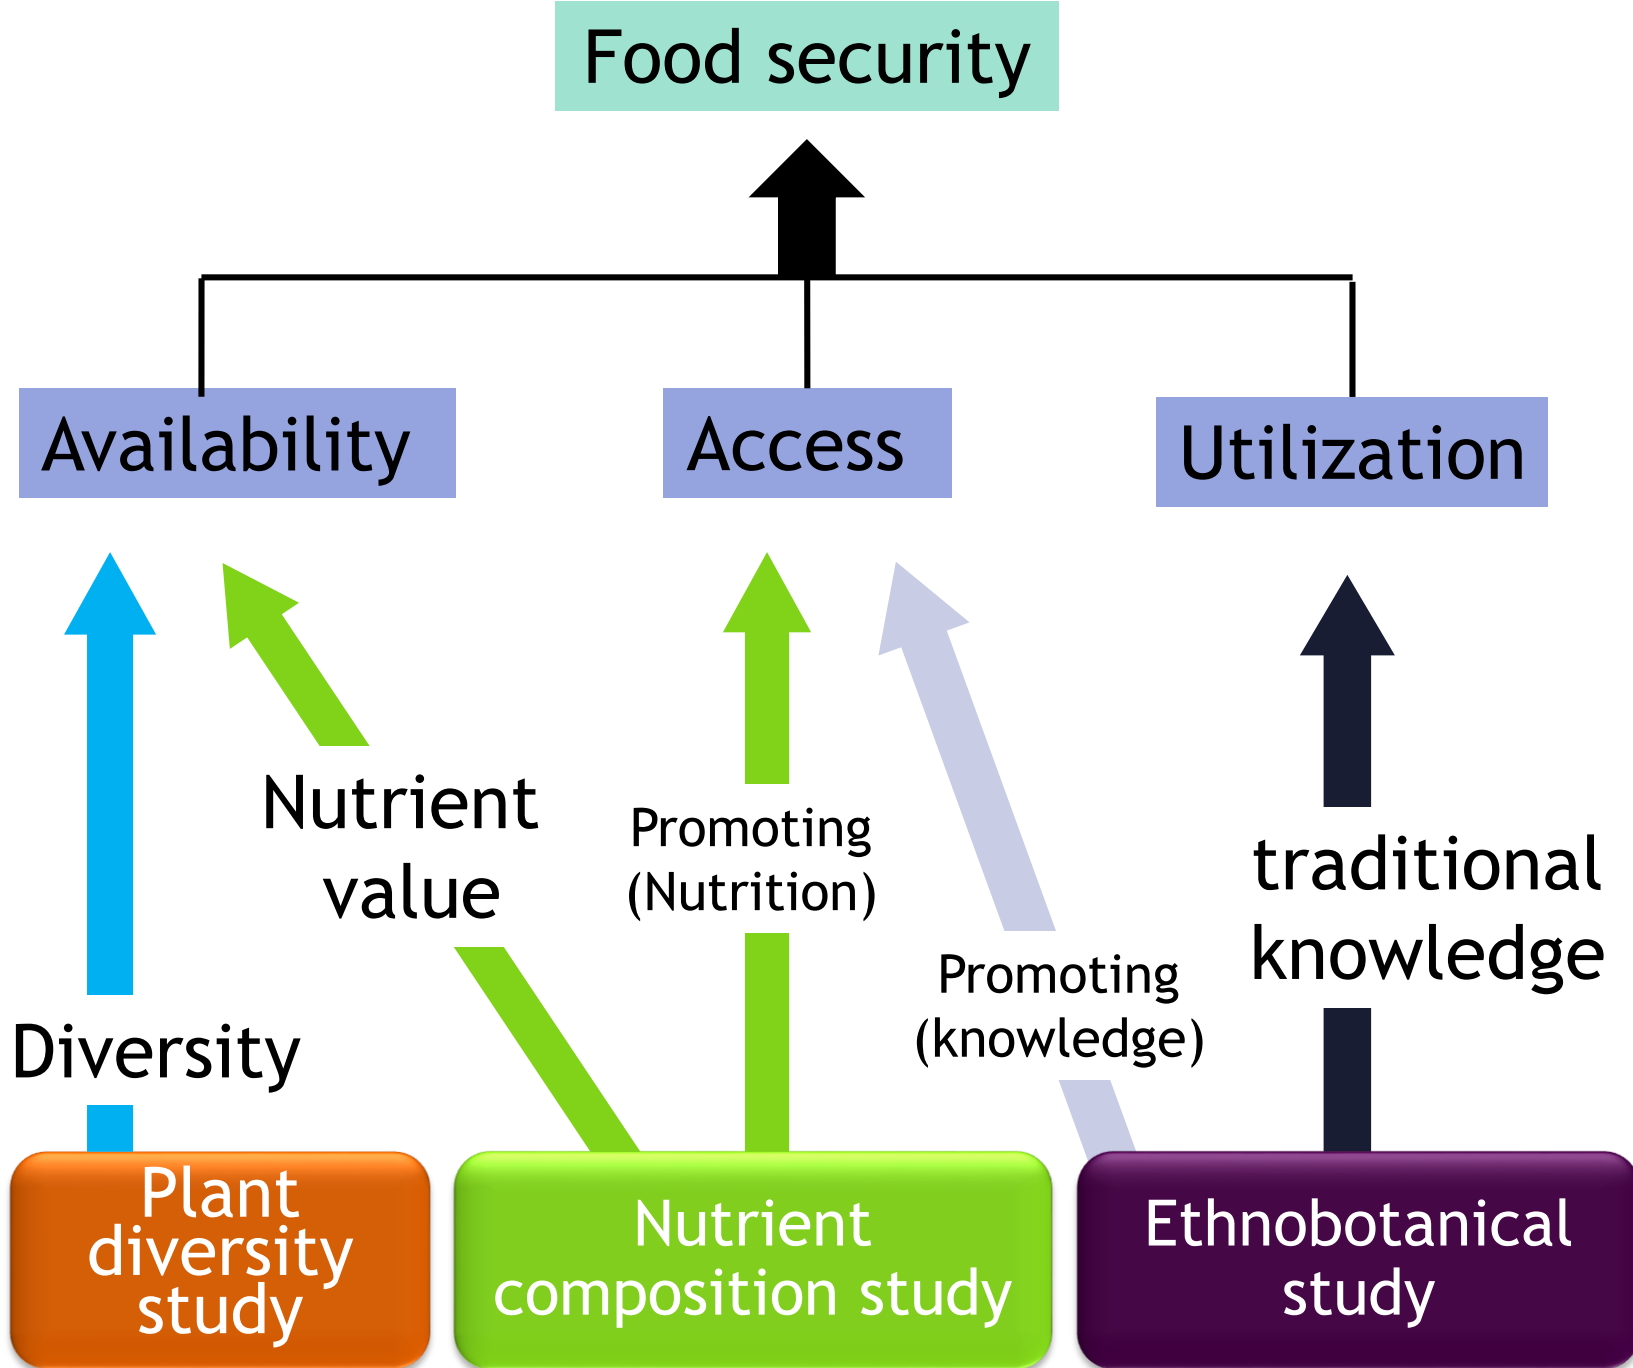 Food security
Availability
Access
Utilization
Nutrient
value
Promoting
(Nutrition)
traditional
knowledge
Promoting
(knowledge)
Diversity
Plant
diversity
study
Nutrient
composition study
Ethnobotanical
study